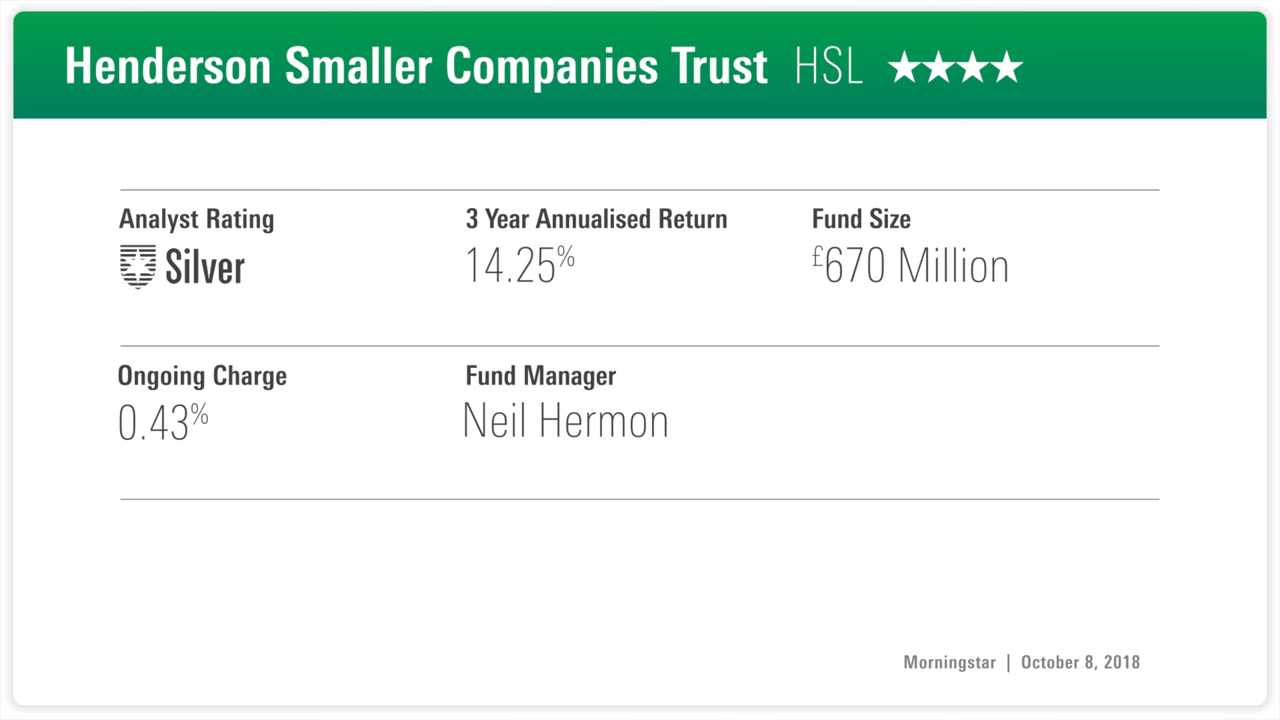 Henderson Smaller Companies Trust HSL ★★★★
Analyst Rating 3 Year Annualised Return Fund Size
Silver 14.25% £670 Million
Ongoing Charge Fund Manager
0.43% Neil Hermon
Morningstar | October 8, 2018